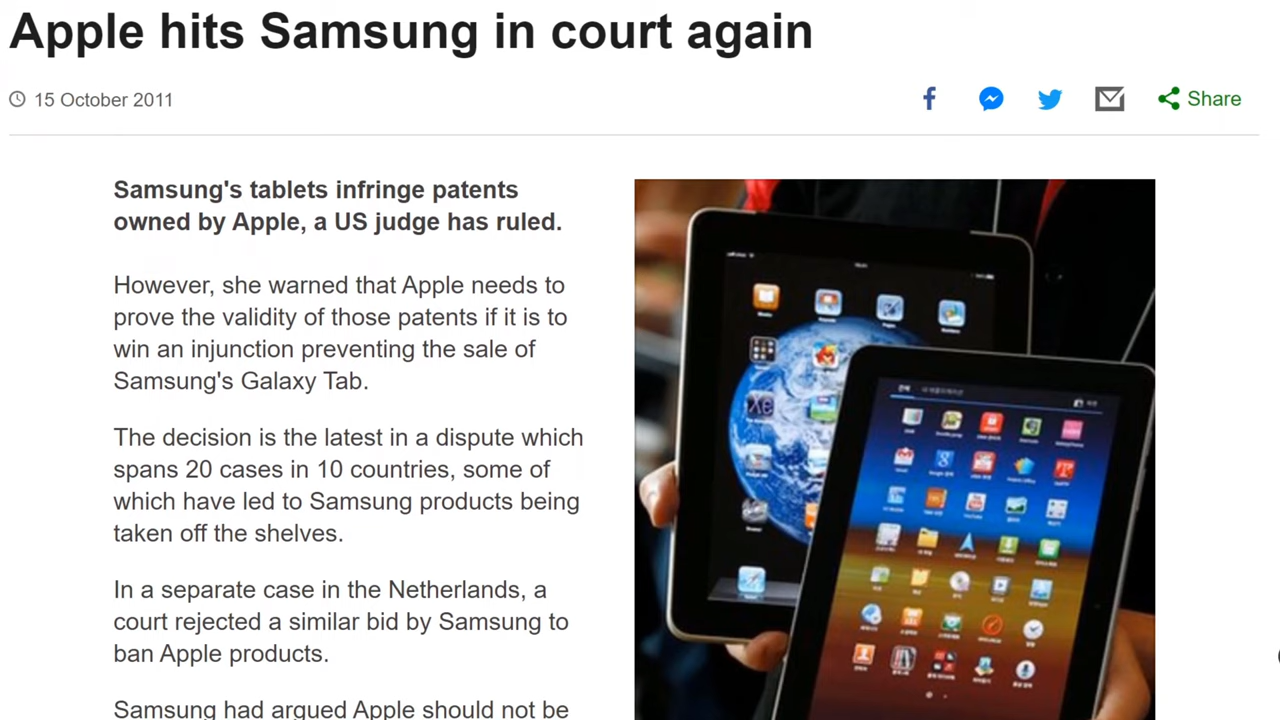 Apple hits Samsung in court again
15 October 2011
Share
Samsung's tablets infringe patents
owned by Apple, a US judge has ruled.
However, she warned that Apple needs to
prove the validity of those patents if it is to
win an injunction preventing the sale of
Samsung's Galaxy Tab.
The decision is the latest in a dispute which
spans 20 cases in 10 countries, some of
which have led to Samsung products being
taken off the shelves.
In a separate case in the Netherlands, a
court rejected a similar bid by Samsung to
ban Apple products.
Samsung had argued Apple should not be